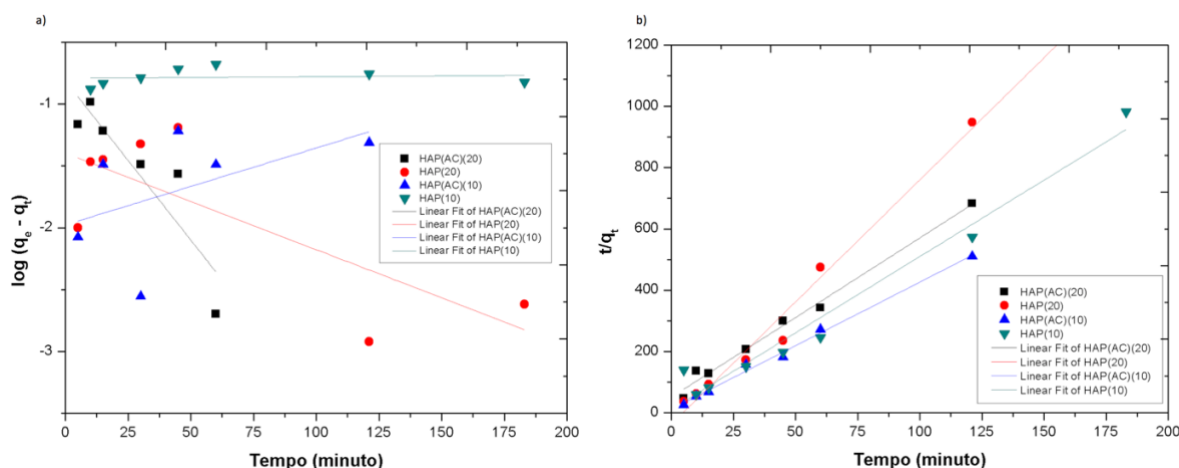 a)
-1
-2
-3
log (qe - qt)
0 25 50 75 100 125 150 175 200
Tempo (minuto)
HAP(AC)(20)
HAP(20)
HAP(AC)(10)
HAP(10)
Linear Fit of HAP(AC)(20)
Linear Fit of HAP(20)
Linear Fit of HAP(AC)(10)
Linear Fit of HAP(10)
b)
1200
1000
800
600
400
200
0
t/qt
0 25 50 75 100 125 150 175 200
Tempo (minuto)
HAP(AC)(20)
HAP(20)
HAP(AC)(10)
HAP(10)
Linear Fit of HAP(AC)(20)
Linear Fit of HAP(20)
Linear Fit of HAP(AC)(10)
Linear Fit of HAP(10)